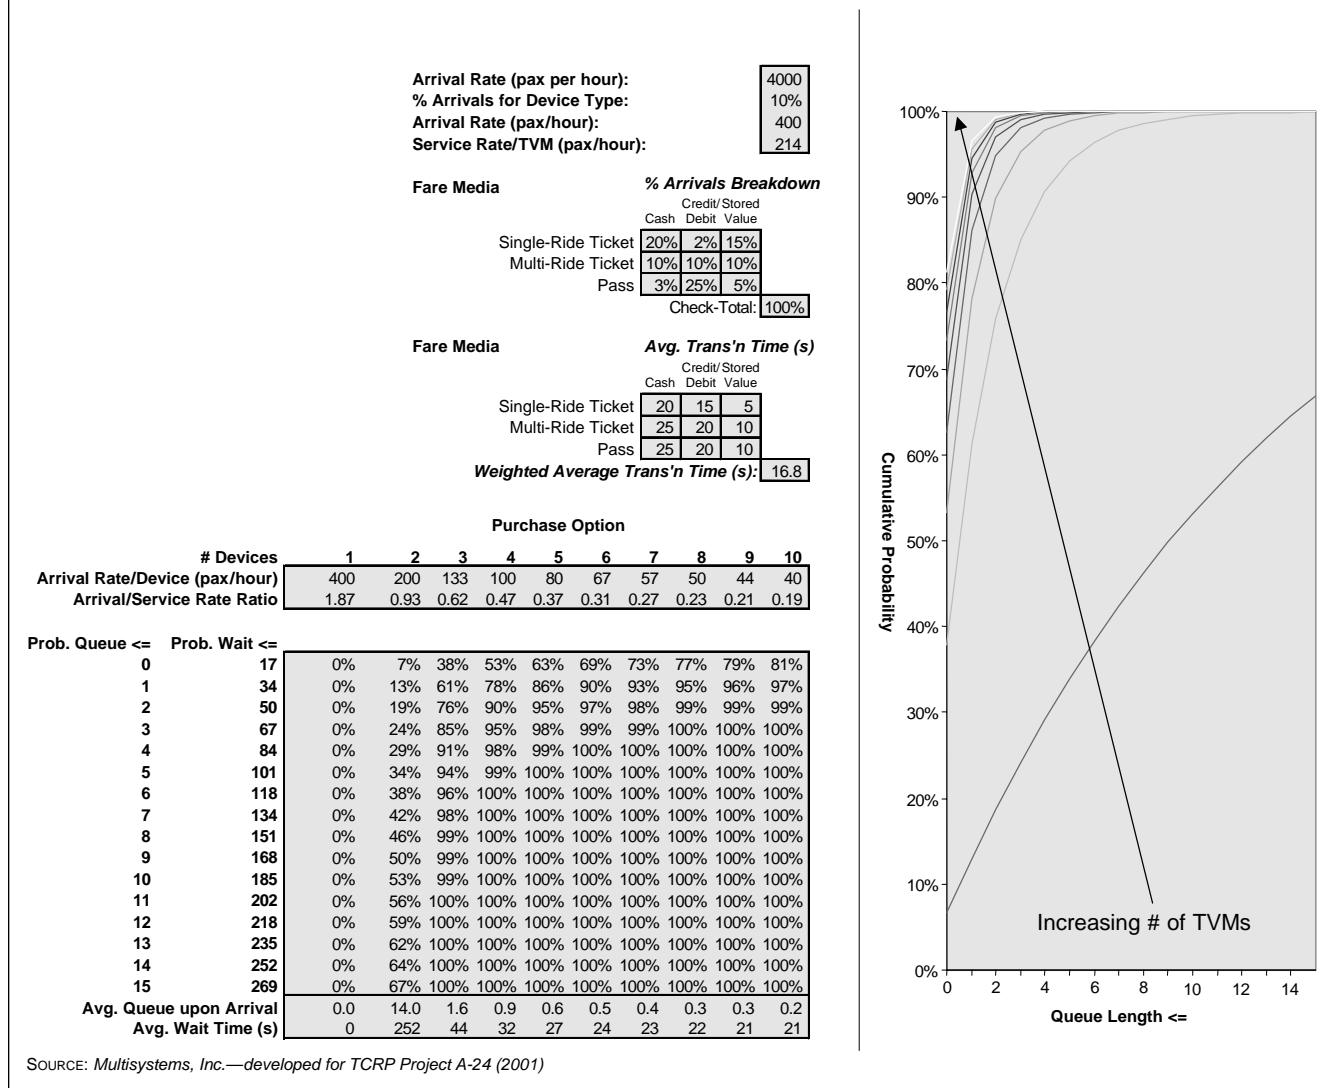 Arrival Rate (pax per hour): 4000
% Arrivals for Device Type: 10%
Arrival Rate (pax/hour): 400
Service Rate/TVM (pax/hour): 214
Fare Media % Arrivals Breakdown
Credit/ Stored
Cash Debit Value
Single-Ride Ticket 20% 2% 15%
Multi-Ride Ticket 10% 10% 10%
Pass 3% 25% 5%
Check-Total: 100%
Fare Media Avg. Trans'n Time (s)
Credit/ Stored
Cash Debit Value
Single-Ride Ticket 20 15 5
Multi-Ride Ticket 25 20 10
Pass 25 20 10
Weighted Average Trans'n Time (s): 16.8
Purchase Option
# Devices 1 2 3 4 5 6 7 8 9 10
Arrival Rate/Device (pax/hour) 400 200 133 100 80 67 57 50 44 40
Arrival/Service Rate Ratio 1.87 0.93 0.62 0.47 0.37 0.31 0.27 0.23 0.21 0.19
Prob. Queue <= Prob. Wait <=
0 17 0% 7% 38% 53% 63% 69% 73% 77% 79% 81%
1 34 0% 13% 61% 78% 86% 90% 93% 95% 96% 97%
2 50 0% 19% 76% 90% 95% 97% 98% 99% 99% 99%
3 67 0% 24% 85% 95% 98% 99% 99% 100% 100% 100%
4 84 0% 29% 91% 98% 99% 100% 100% 100% 100% 100%
5 101 0% 34% 94% 99% 100% 100% 100% 100% 100% 100%
6 118 0% 38% 96% 100% 100% 100% 100% 100% 100% 100%
7 134 0% 42% 98% 100% 100% 100% 100% 100% 100% 100%
8 151 0% 46% 99% 100% 100% 100% 100% 100% 100% 100%
9 168 0% 50% 99% 100% 100% 100% 100% 100% 100% 100%
10 185 0% 53% 99% 100% 100% 100% 100% 100% 100% 100%
11 202 0% 56% 100% 100% 100% 100% 100% 100% 100% 100%
12 218 0% 59% 100% 100% 100% 100% 100% 100% 100% 100%
13 235 0% 62% 100% 100% 100% 100% 100% 100% 100% 100%
14 252 0% 64% 100% 100% 100% 100% 100% 100% 100% 100%
15 269 0% 67% 100% 100% 100% 100% 100% 100% 100% 100%
Avg. Queue upon Arrival 0.0 14.0 1.6 0.9 0.6 0.5 0.4 0.3 0.3 0.2
Avg. Wait Time (s) 0 252 44 32 27 24 23 22 21 21
SOURCE: Multisystems, Inc.—developed for TCRP Project A-24 (2001)
Cumulative Probability
100%
90%
80%
70%
60%
50%
40%
30%
20%
10%
0%
Increasing # of TVMs
0 2 4 6 8 10 12 14
Queue Length <=